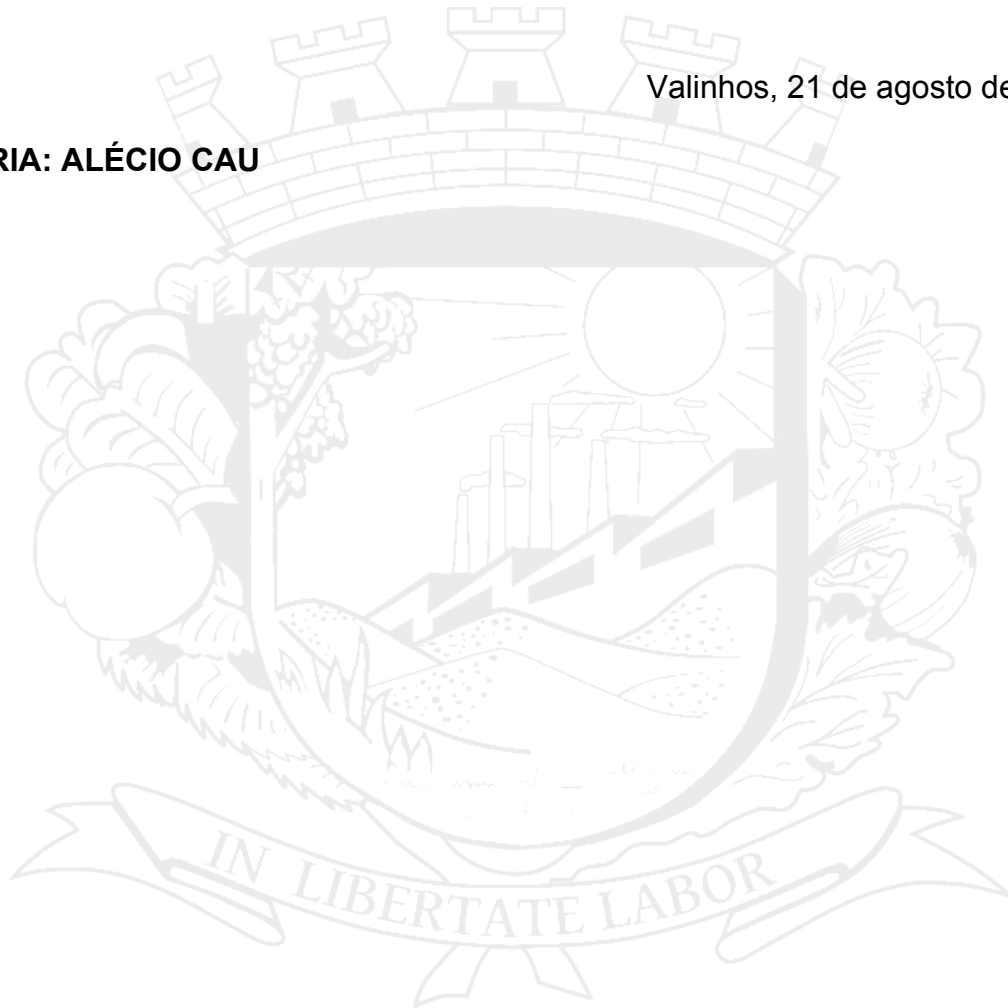 Valinhos, 21 de agosto de
RIA: ALÉCIO CAU
IN LIBERTATE LABOR